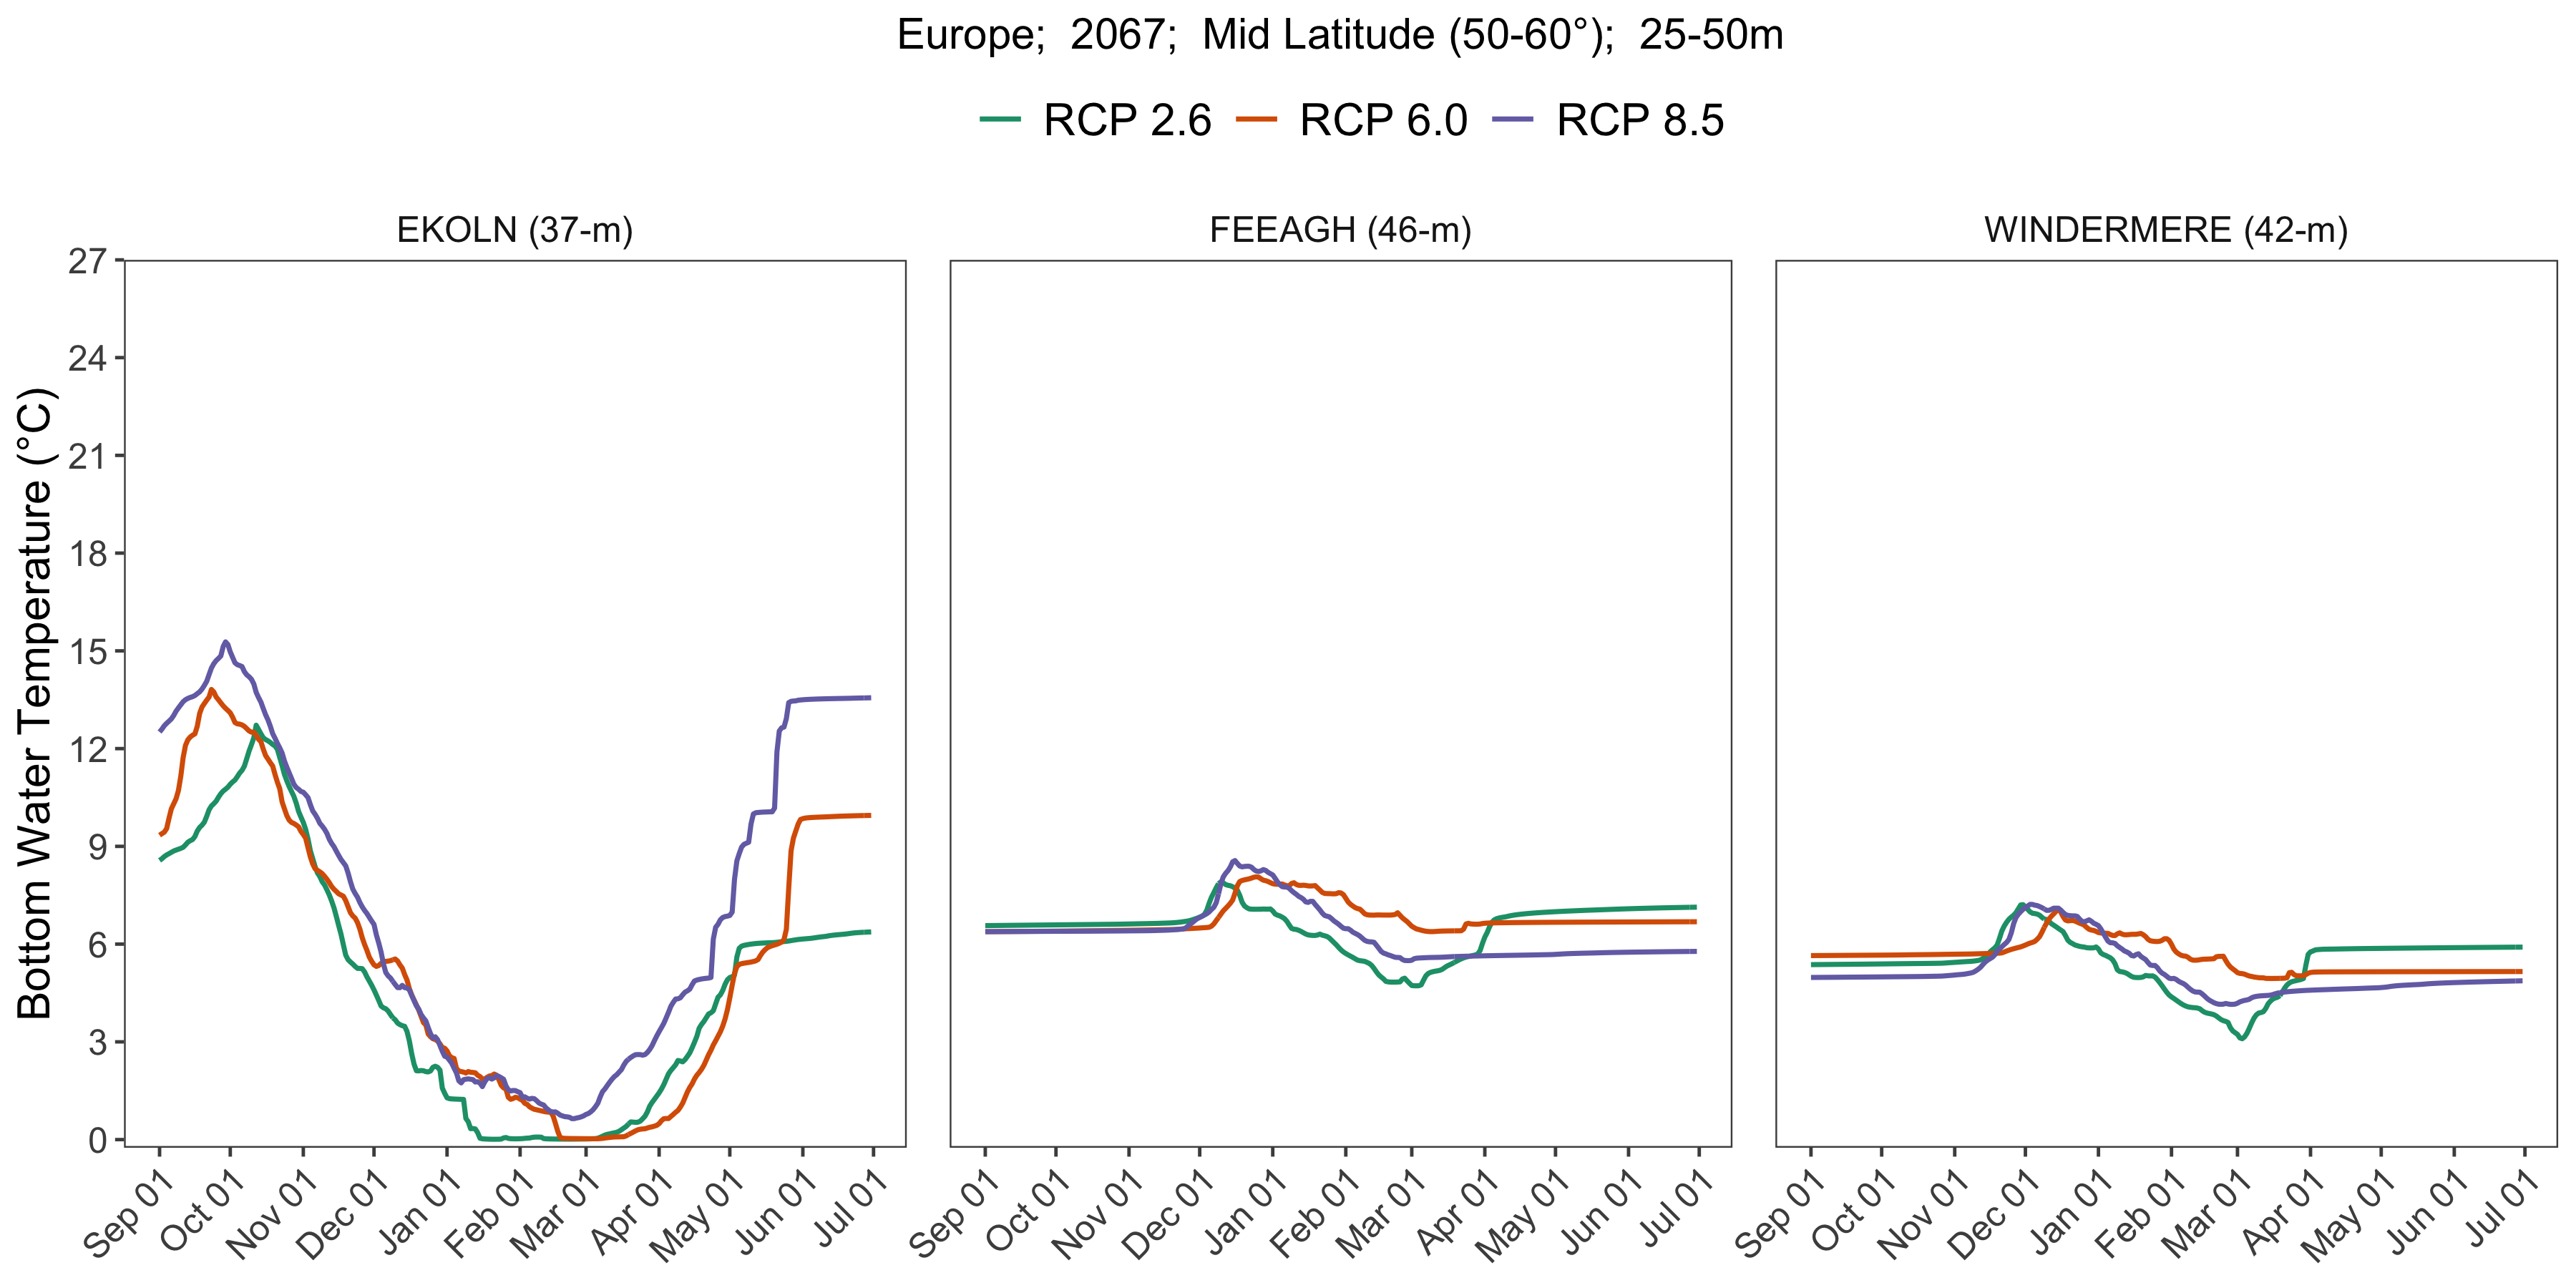 Europe;  2067;  Mid Latitude (50-60°);  25-50m
RCP 2.6 RCP 6.0 RCP 8.5
EKOLN (37-m) FEEAGH (46-m) WINDERMERE (42-m)
Bottom Water Temperature (°C)
27
24
21
18
15
12
9
6
3
0
Sep 01 Oct 01 Nov 01 Dec 01 Jan 01 Feb 01 Mar 01 Apr 01 May 01 Jun 01 Jul 01 Sep 01 Oct 01 Nov 01 Dec 01 Jan 01 Feb 01 Mar 01 Apr 01 May 01 Jun 01 Jul 01 Sep 01 Oct 01 Nov 01 Dec 01 Jan 01 Feb 01 Mar 01 Apr 01 May 01 Jun 01 Jul 01